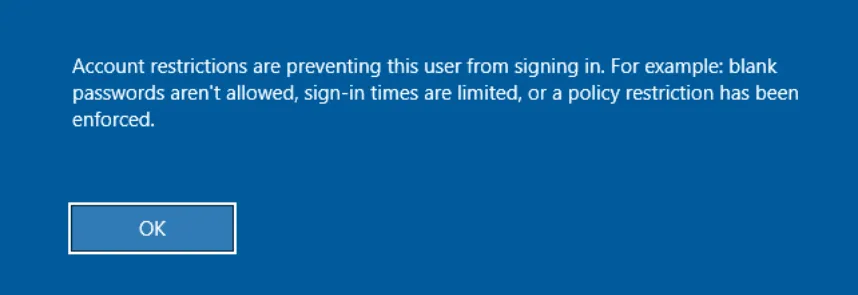 Account restrictions are preventing this user from signing in. For example: blank
passwords aren't allowed, sign-in times are limited, or a policy restriction has been
enforced.
OK